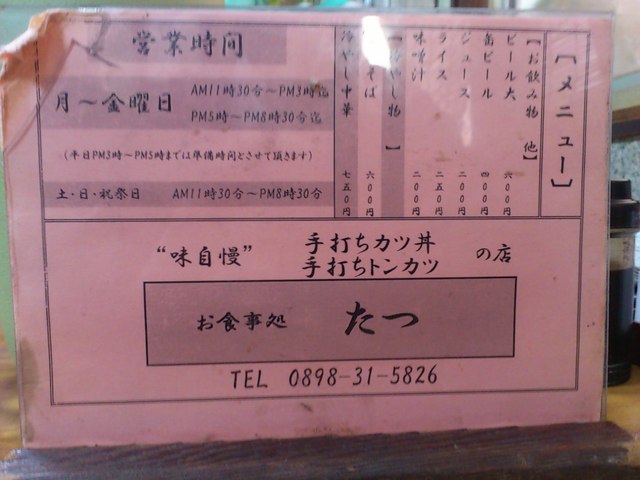 【メニュー】
【お飲み物 他】
ビール大 六〇〇円
缶ビール 四〇〇円
ジュース 二〇〇円
ライス 二五〇円
味噌汁 二〇〇円
【冷やし物】
そば 六〇〇円
冷やし中華 七五〇円
営業時間
月～金曜日 AM11時30分～PM3時迄
PM5時～PM8時30分迄
(平日PM3時～PM5時までは準備時間とさせて頂きます)
土・日・祝祭日 AM11時30分～PM8時30分
“味自慢” 手打ちカツ丼
手打ちトンカツ の店
お食事処 たつ
TEL 0898-31-5826